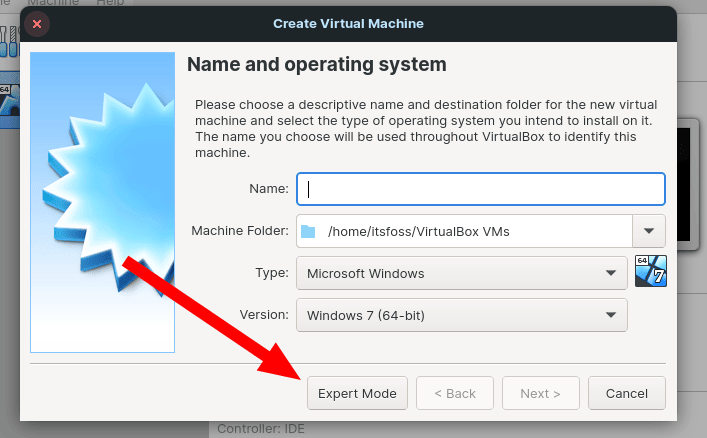 Machine Help
Create Virtual Machine
64
Name and operating system
Please choose a descriptive name and destination folder for the new virtual
machine and select the type of operating system you intend to install on it.
The name you choose will be used throughout VirtualBox to identify this
machine.
Name:
Machine Folder: /home/itsfoss/VirtualBox VMs
Type: Microsoft Windows 64 7
Version: Windows 7 (64-bit)
Expert Mode < Back Next > Cancel
Controller: IDE